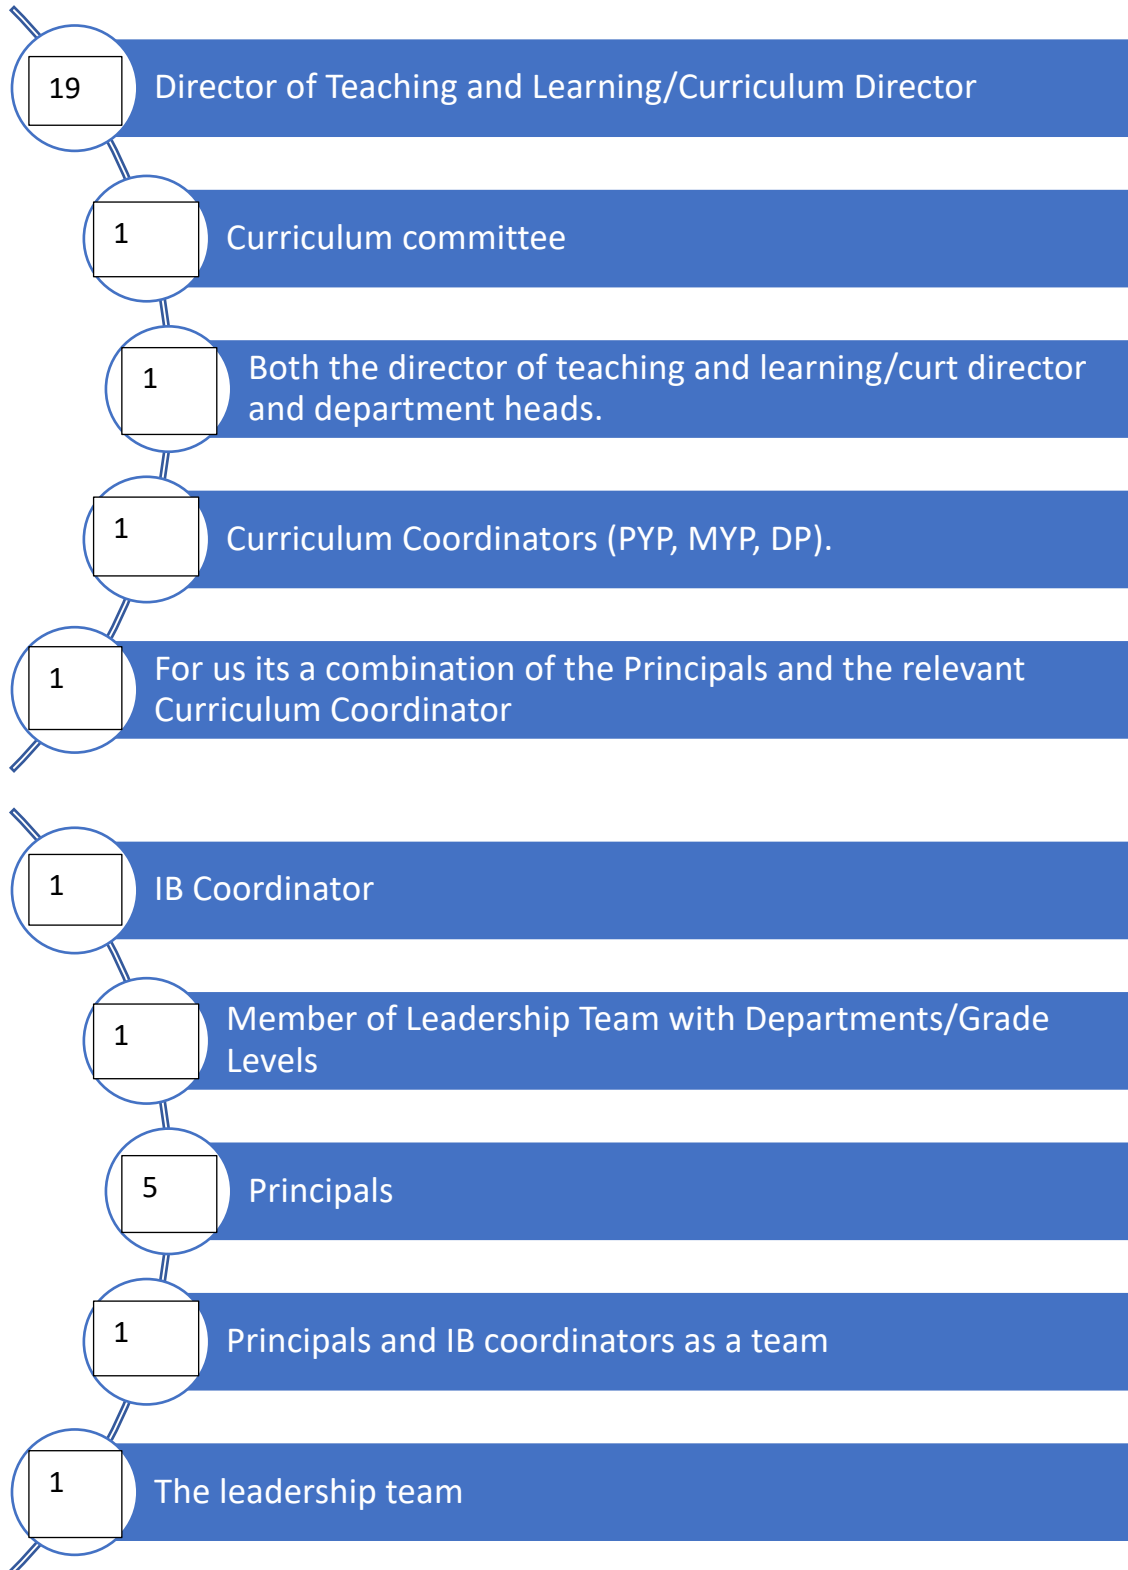 19
Director of Teaching and Learning/Curriculum Director
1
Curriculum committee
1
Both the director of teaching and learning/curt director
and department heads.
1
Curriculum Coordinators (PYP, MYP, DP).
1
For us its a combination of the Principals and the relevant
Curriculum Coordinator
1
IB Coordinator
1
Member of Leadership Team with Departments/Grade
Levels
5
Principals
1
Principals and IB coordinators as a team
1
The leadership team